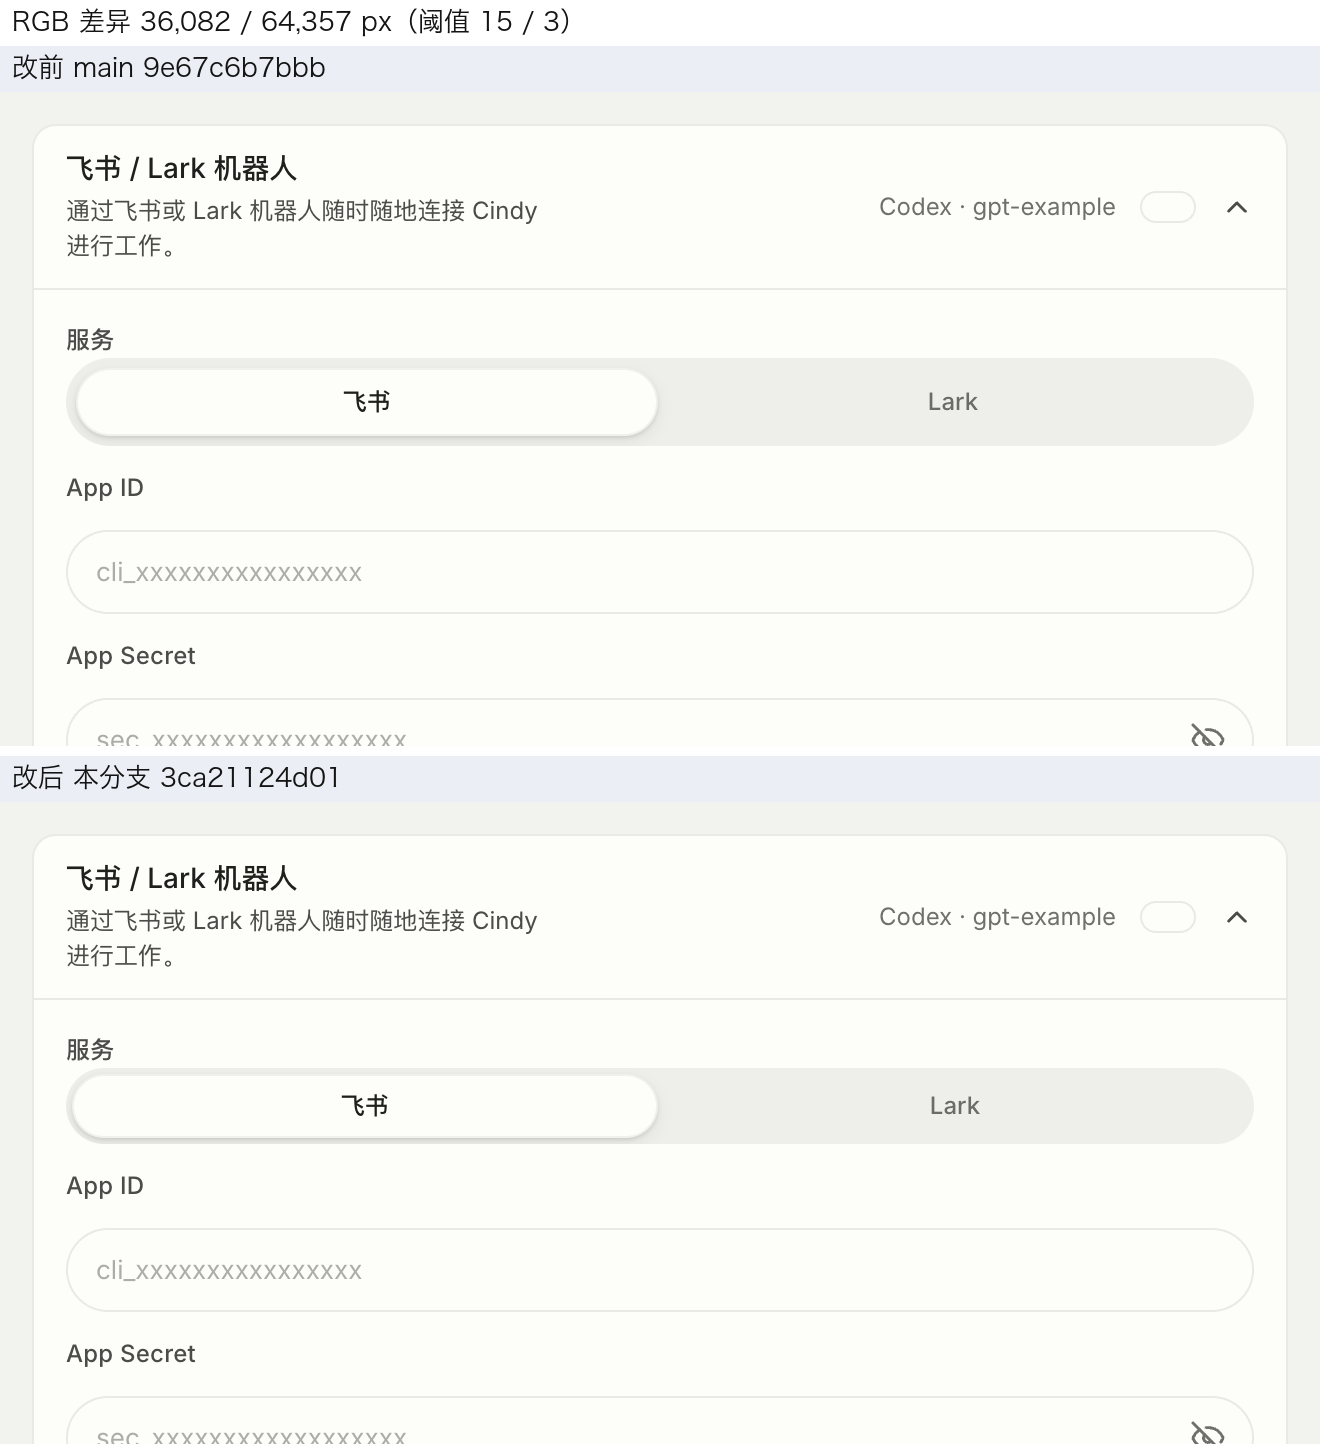 RGB 差异 36,082 / 64,357 px（阈值 15 / 3）
改前 main 9e67c6b7bbb
飞书 / Lark 机器人
通过飞书或 Lark 机器人随时随地连接 Cindy
进行工作。
Codex · gpt-example
服务
飞书
Lark
App ID
cli_xxxxxxxxxxxxxxxx
App Secret
sec_xxxxxxxxxxxxxxxxxx
改后 本分支 3ca21124d01
飞书 / Lark 机器人
通过飞书或 Lark 机器人随时随地连接 Cindy
进行工作。
Codex · gpt-example
服务
飞书
Lark
App ID
cli_xxxxxxxxxxxxxxxx
App Secret
sec_xxxxxxxxxxxxxxxxxx